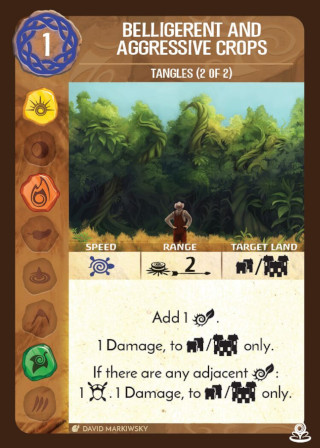 1
BELLIGERENT AND
AGGRESSIVE CROPS
TANGLES (2 OF 2)
SPEED RANGE TARGET LAND
2 /
Add 1 .
1 Damage, to / only.
If there are any adjacent :
1 . 1 Damage, to / only.
DAVID MARKIWSKY